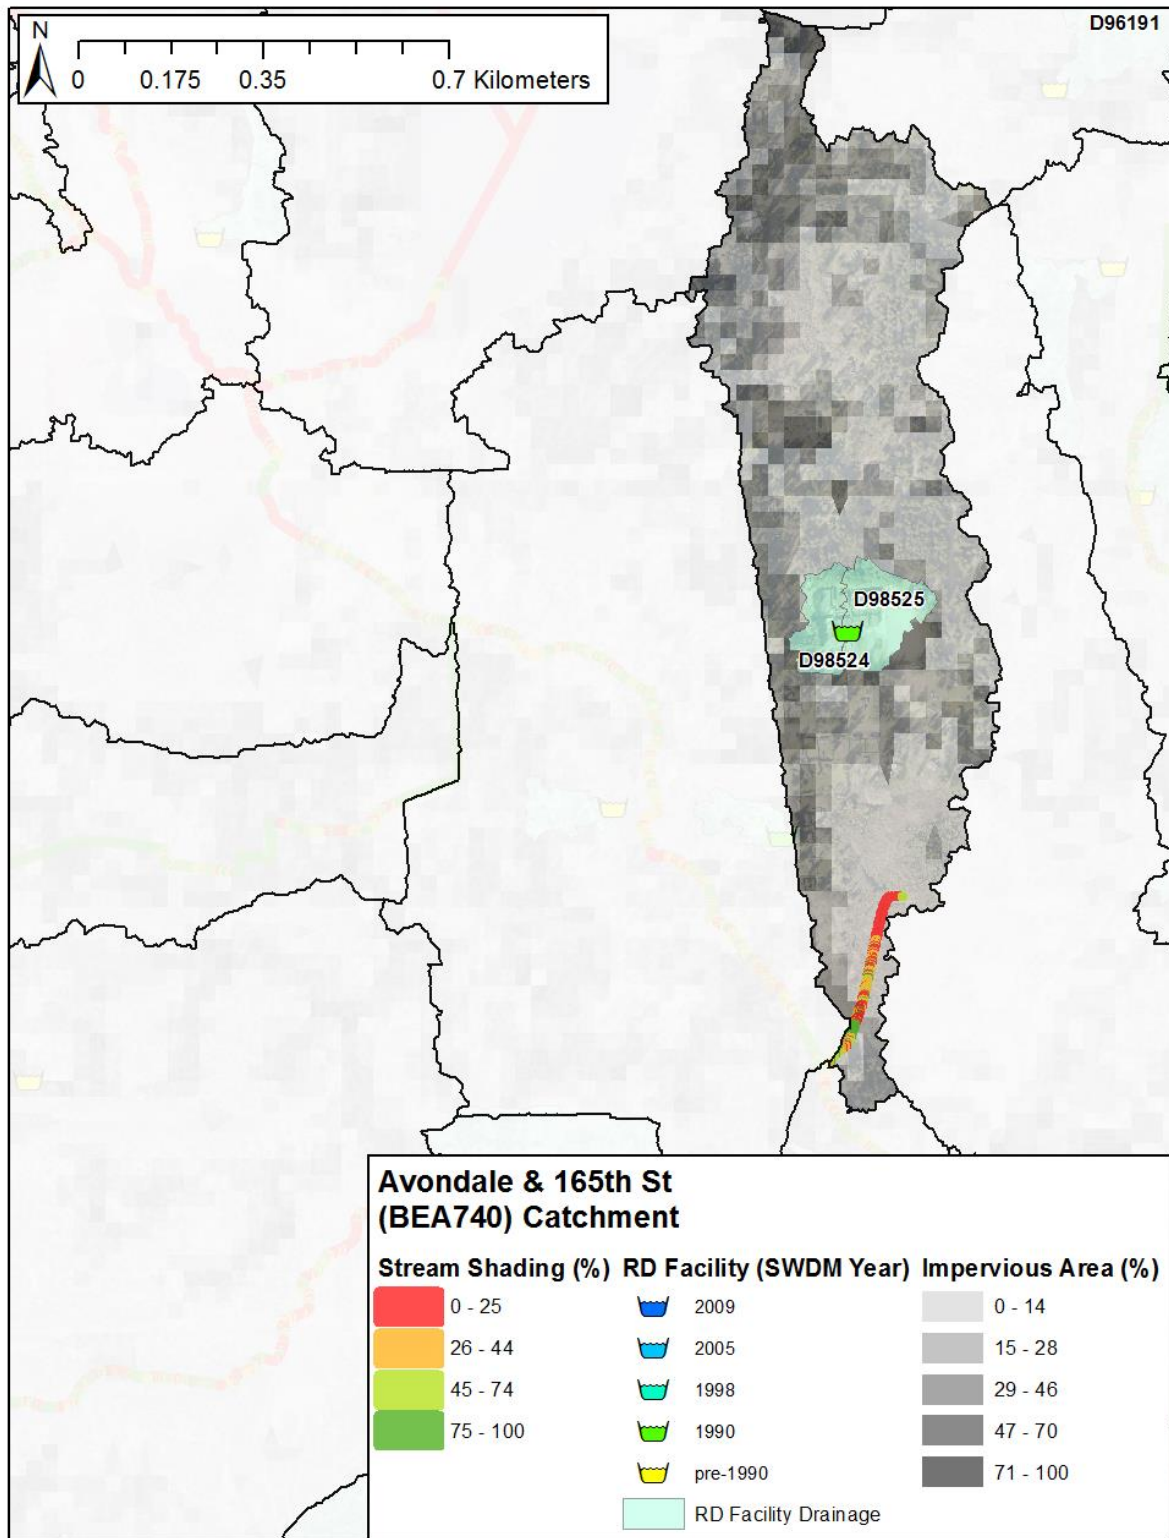 N
0 0.175 0.35 0.7 Kilometers
D96191
D98525
D98524
Avondale & 165th St
(BEA740) Catchment
Stream Shading (%) RD Facility (SWDM Year) Impervious Area (%)
0 - 25 2009 0 - 14
26 - 44 2005 15 - 28
45 - 74 1998 29 - 46
75 - 100 1990 47 - 70
pre-1990 71 - 100
RD Facility Drainage